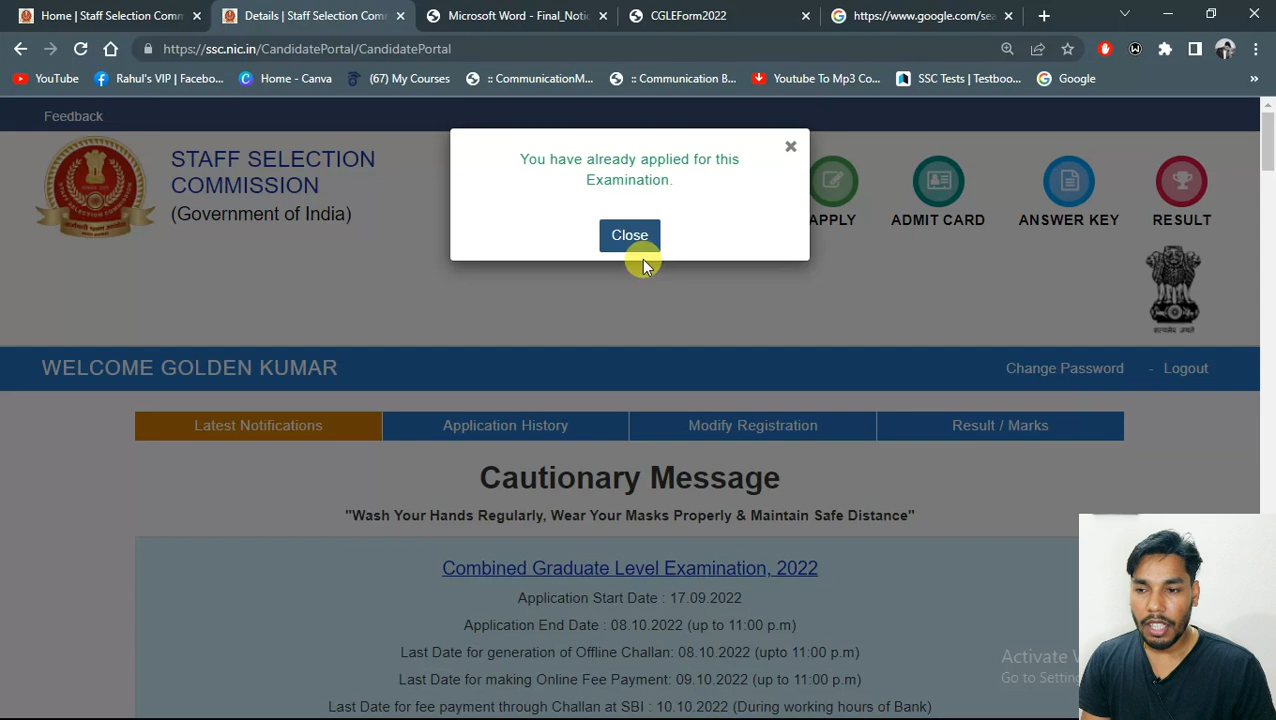 Home | Staff Selection Comm
Details | Staff Selection Com
Microsoft Word - Final_Notic
CGLEForm2022
https://www.google.com/sea
https://ssc.nic.in/CandidatePortal/CandidatePortal
YouTube
Rahul's VIP | Facebo...
Home - Canva
(67) My Courses
:: CommunicationM...
:: Communication B...
Youtube To Mp3 Co...
SSC Tests | Testboo...
Google
Feedback
STAFF SELECTION
COMMISSION
(Government of India)
You have already applied for this
Examination.
Close
APPLY
ADMIT CARD
ANSWER KEY
RESULT
WELCOME GOLDEN KUMAR
Change Password - Logout
Latest Notifications
Application History
Modify Registration
Result / Marks
Cautionary Message
"Wash Your Hands Regularly, Wear Your Masks Properly & Maintain Safe Distance"
Combined Graduate Level Examination, 2022
Application Start Date : 17.09.2022
Application End Date : 08.10.2022 (up to 11:00 p.m)
Last Date for generation of Offline Challan: 08.10.2022 (upto 11:00 p.m)
Last Date for making Online Fee Payment: 09.10.2022 (up to 11:00 p.m)
Last Date for fee payment through Challan at SBI : 10.10.2022 (During working hours of Bank)
Activate W
Go to Setting